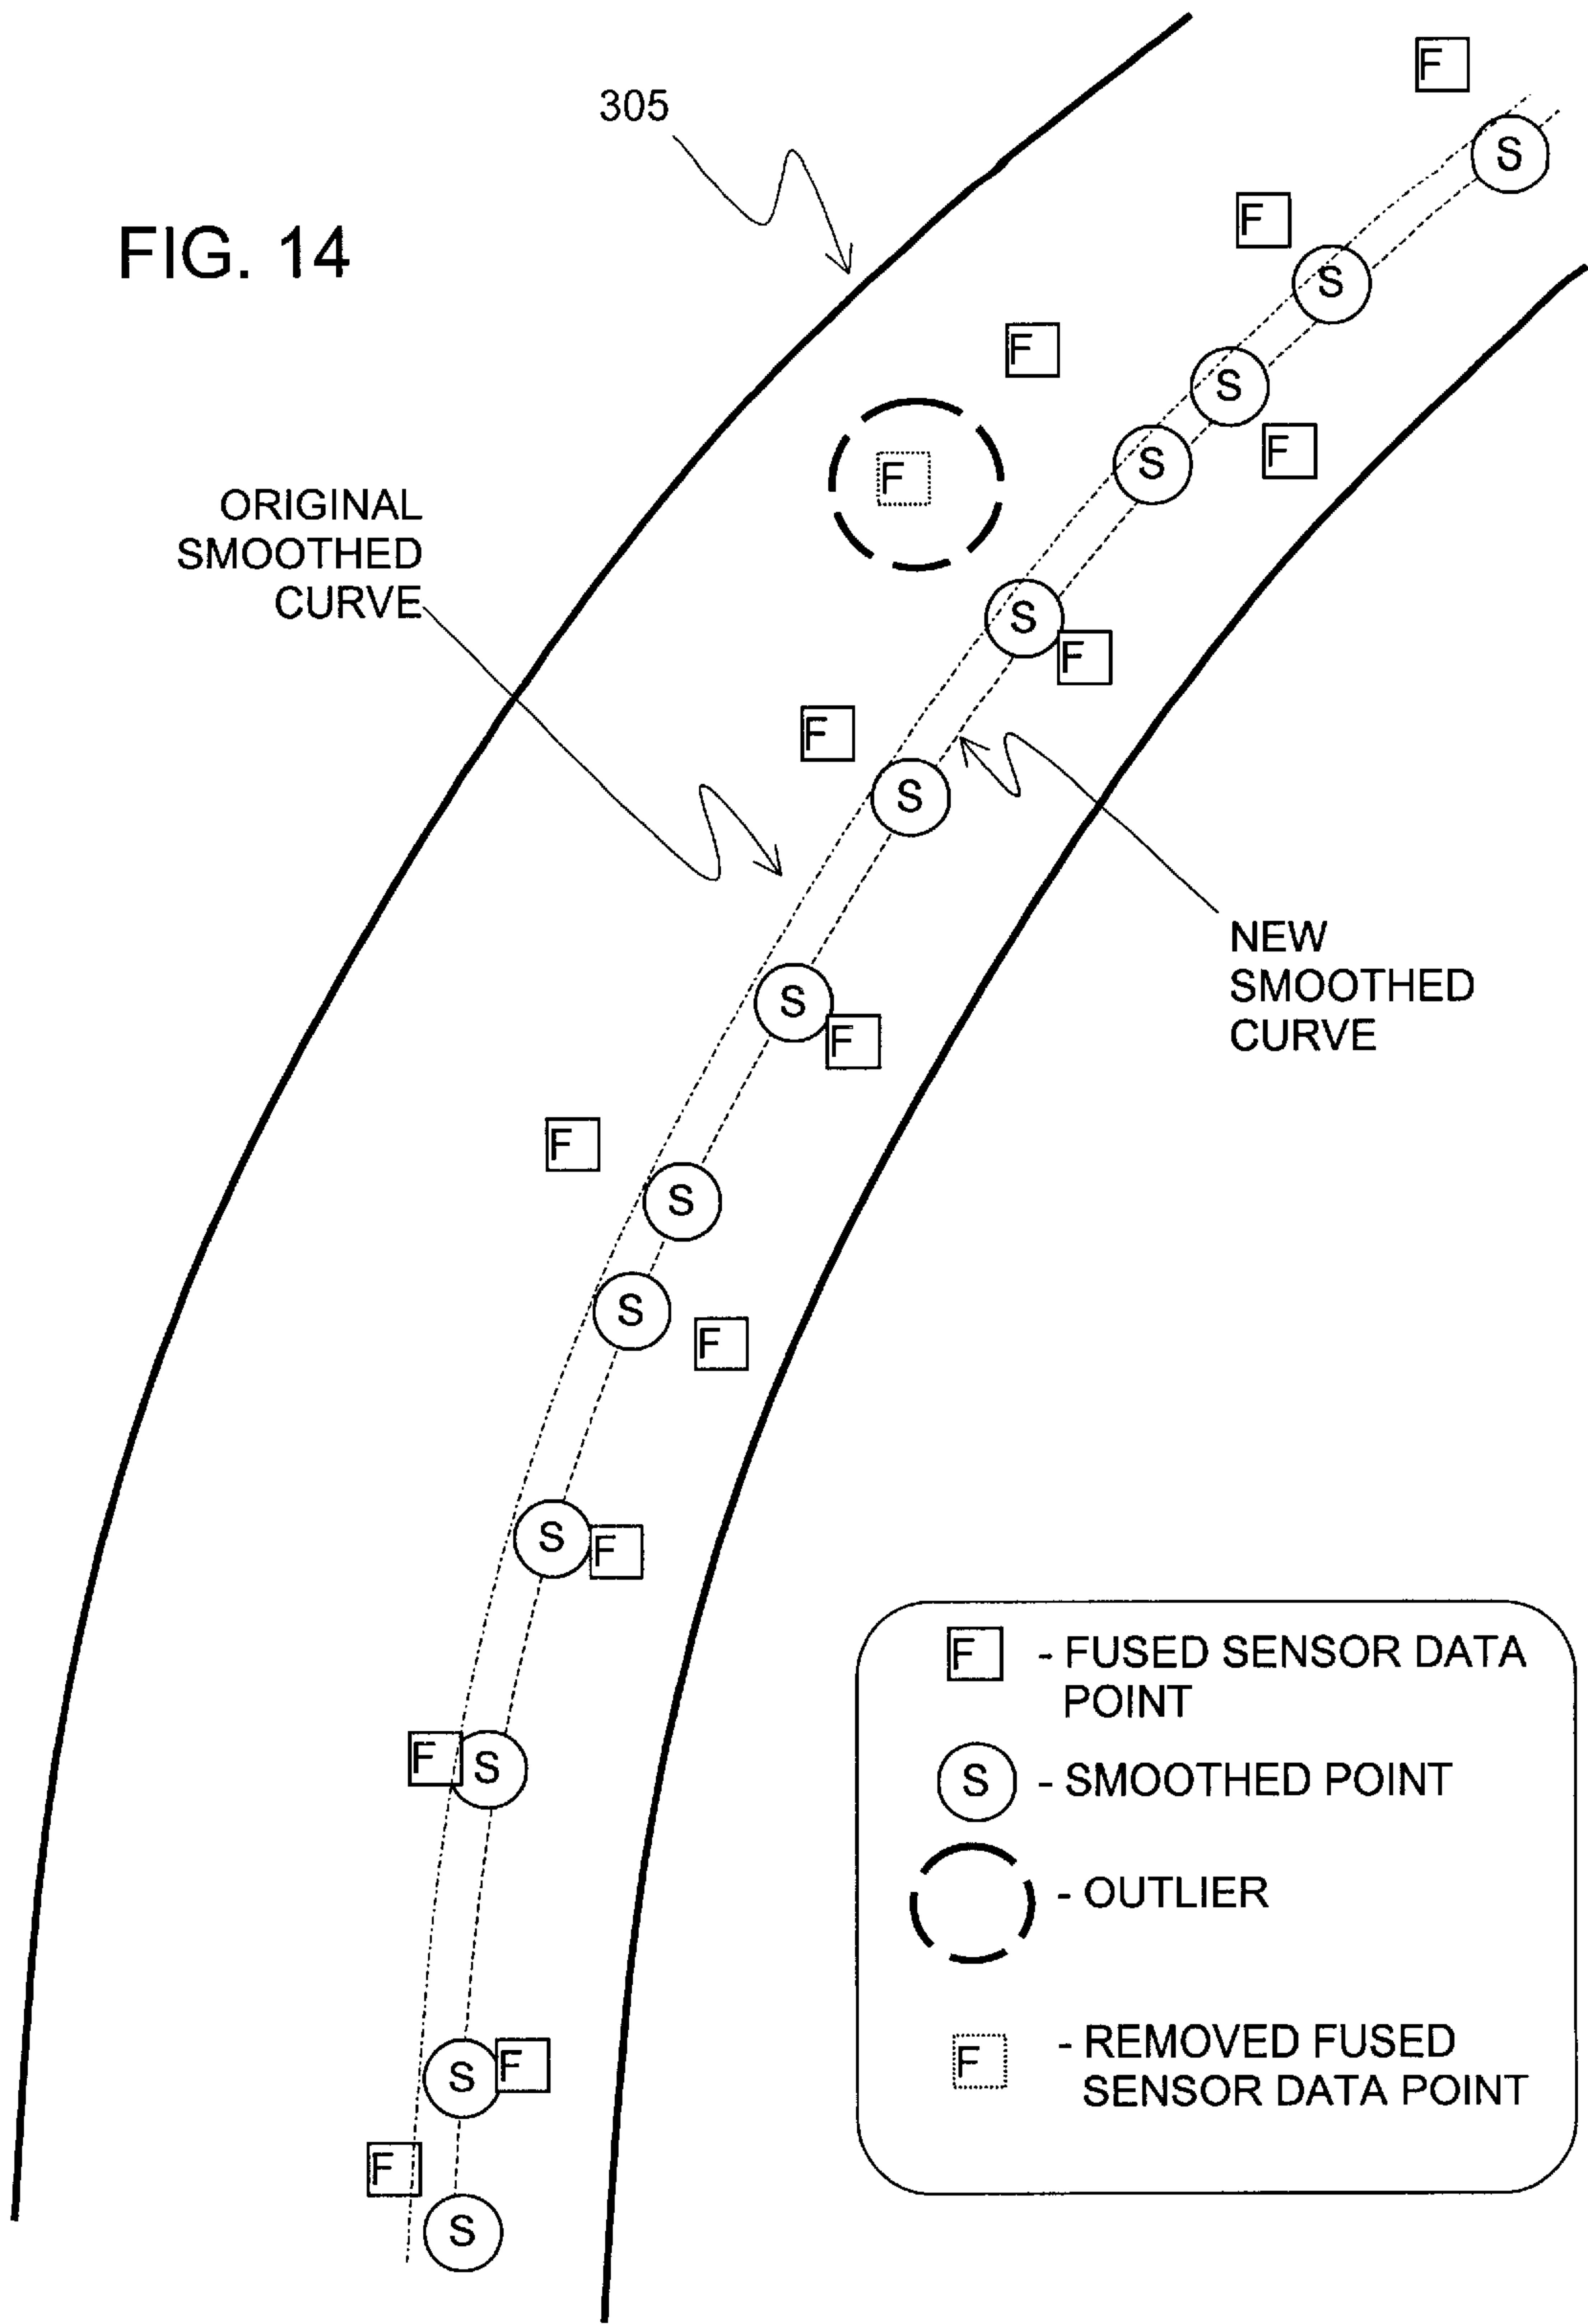 F
305
S
FIG. 14
F
S
F
S
F
S
F
ORIGINAL
SMOOTHED
CURVE
S
F
F
S
NEW
SMOOTHED
CURVE
S
F
F
S
S
F
S
F
F - FUSED SENSOR DATA
POINT
F
S
S - SMOOTHED POINT
- OUTLIER
F - REMOVED FUSED
SENSOR DATA POINT
S
F
F
S